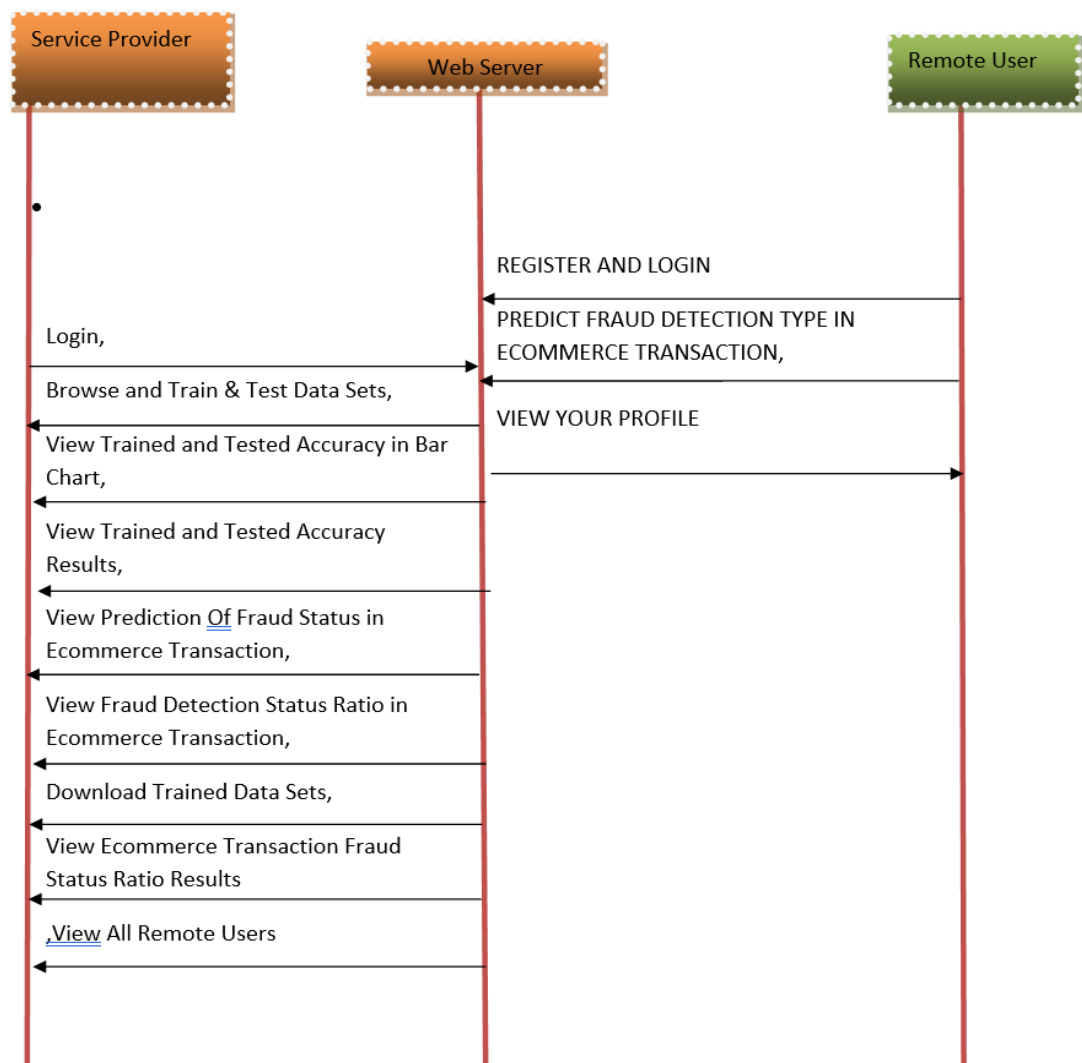 Service Provider
Web Server
Remote User
REGISTER AND LOGIN
PREDICT FRAUD DETECTION TYPE IN
ECOMMERCE TRANSACTION,
VIEW YOUR PROFILE
Login,
Browse and Train & Test Data Sets,
View Trained and Tested Accuracy in Bar
Chart,
View Trained and Tested Accuracy
Results,
View Prediction Of Fraud Status in
Ecommerce Transaction,
View Fraud Detection Status Ratio in
Ecommerce Transaction,
Download Trained Data Sets,
View Ecommerce Transaction Fraud
Status Ratio Results
,View All Remote Users